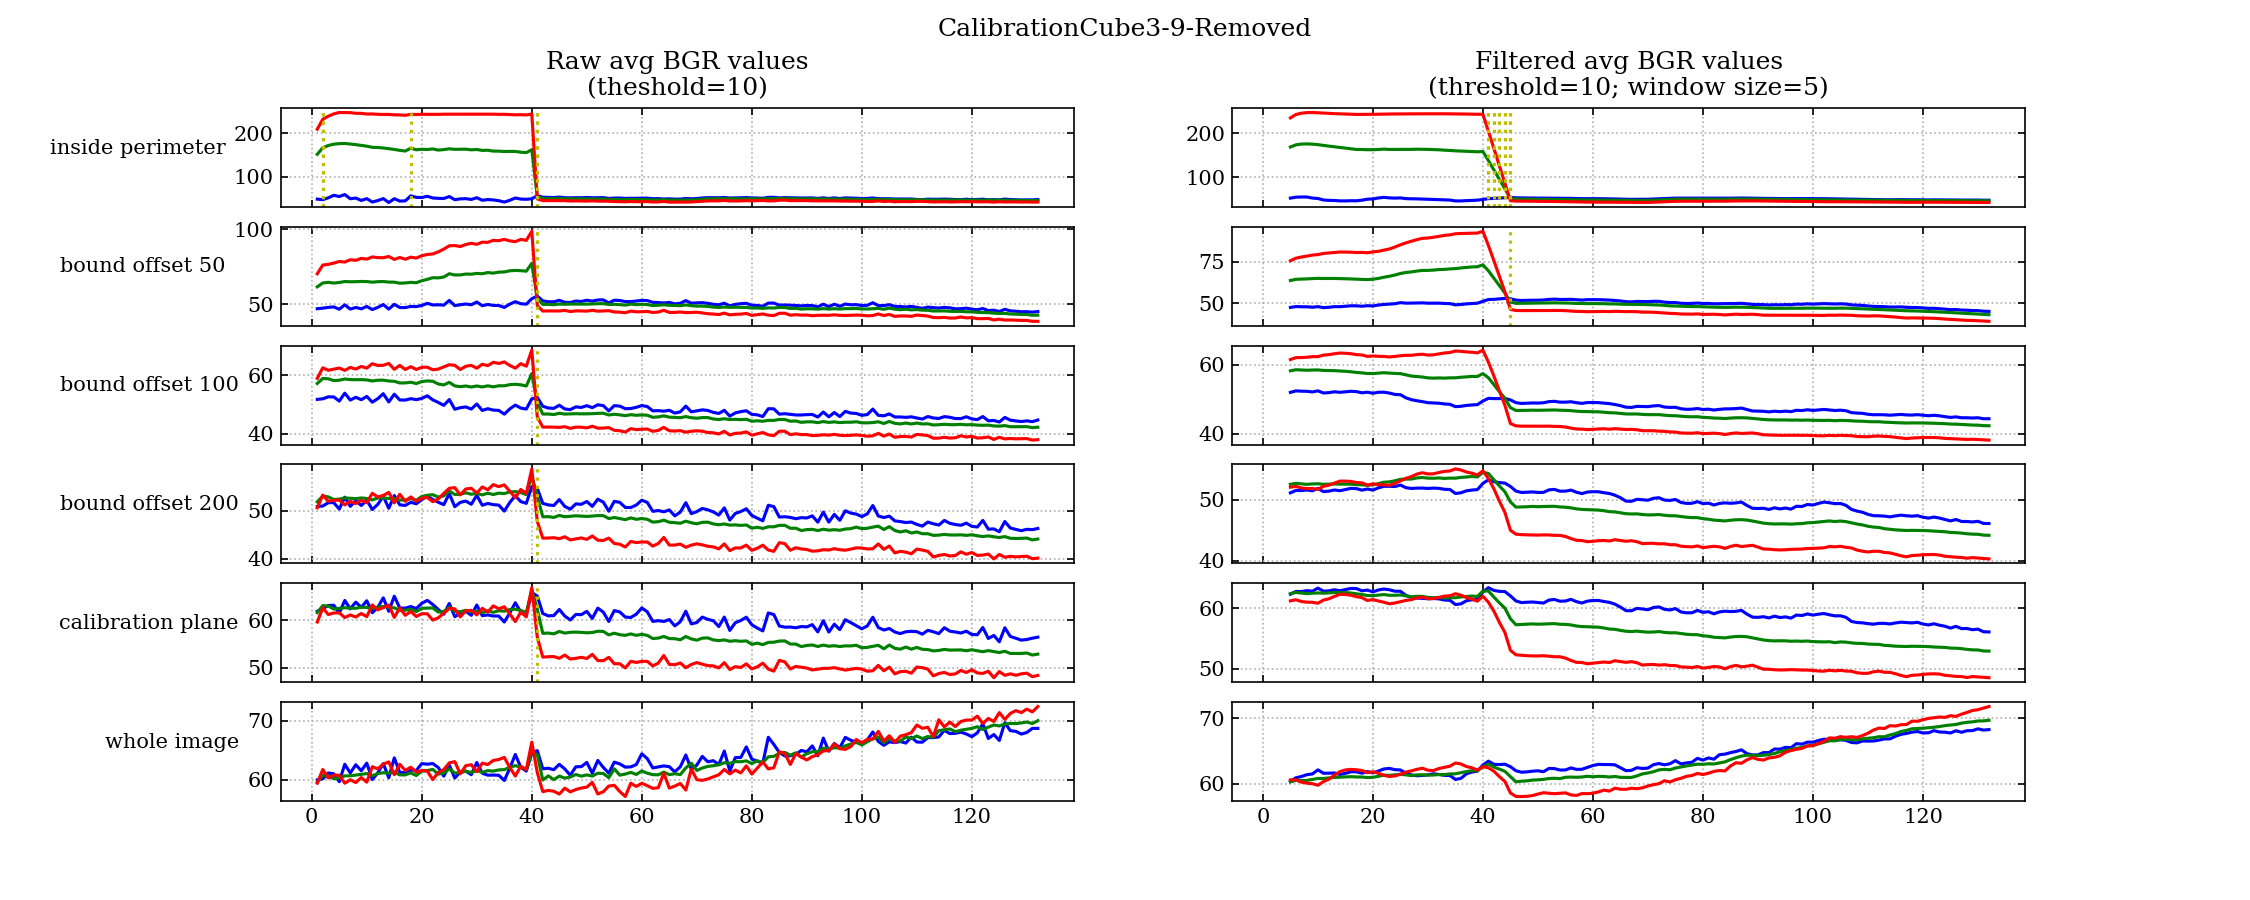 CalibrationCube3-9-Removed
Raw avg BGR values
(theshold=10)
Filtered avg BGR values
(threshold=10; window size=5)
inside perimeter
200
100
200
100
bound offset 50
100
50
75
50
bound offset 100
60
40
60
40
bound offset 200
50
40
50
40
calibration plane
60
50
60
50
whole image
70
60
70
60
0 20 40 60 80 100 120
0 20 40 60 80 100 120